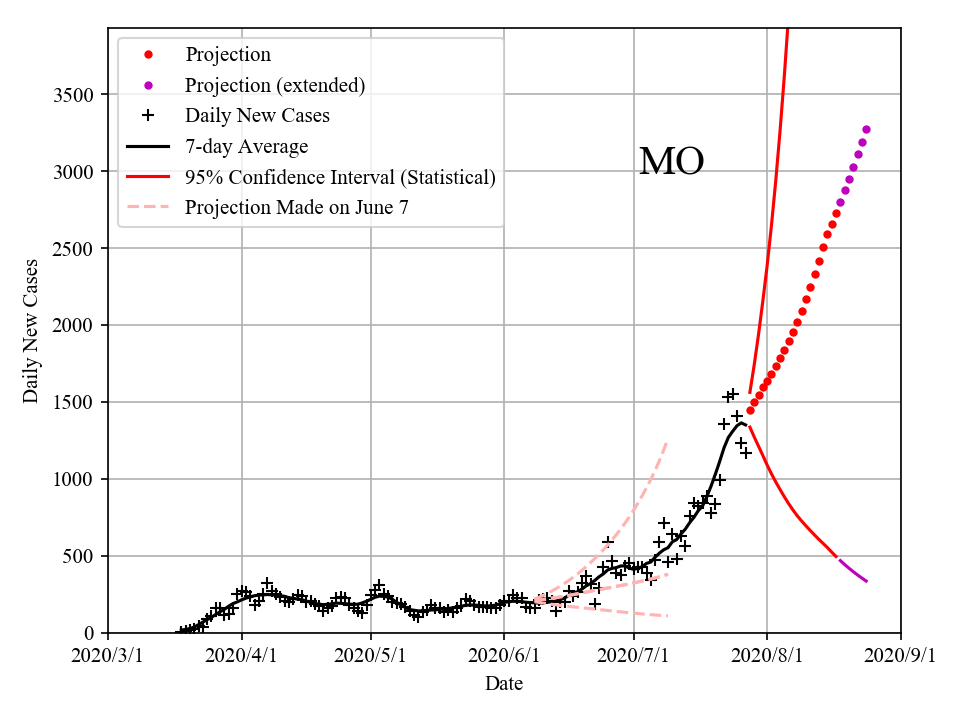 Projection
Projection (extended)
Daily New Cases
7-day Average
95% Confidence Interval (Statistical)
Projection Made on June 7
MO
3500
3000
2500
2000
1500
1000
500
0
Daily New Cases
2020/3/1 2020/4/1 2020/5/1 2020/6/1 2020/7/1 2020/8/1 2020/9/1
Date